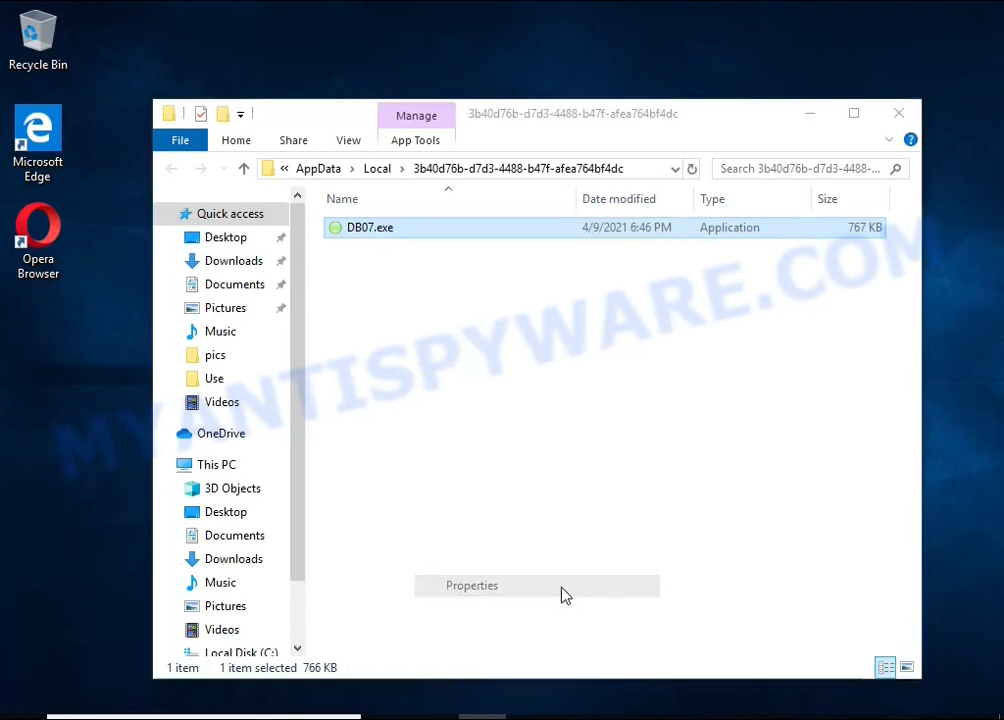 Recycle Bin
Microsoft
Edge
Opera
Browser
Manage
3b40d76b-d7d3-4488-b47f-afea764bf4dc
File
Home
Share
View
App Tools
?
« AppData › Local › 3b40d76b-d7d3-4488-b47f-afea764bf4dc
Search 3b40d76b-d7d3-4488-...
Name
Date modified
Type
Size
DB07.exe
4/9/2021 6:46 PM
Application
767 KB
Quick access
Desktop
Downloads
Documents
Pictures
Music
pics
Use
Videos
OneDrive
This PC
3D Objects
Desktop
Documents
Downloads
Music
Pictures
Videos
Local Disk (C:)
Properties
1 item
1 item selected 766 KB
MYANTISPYWARE.COM